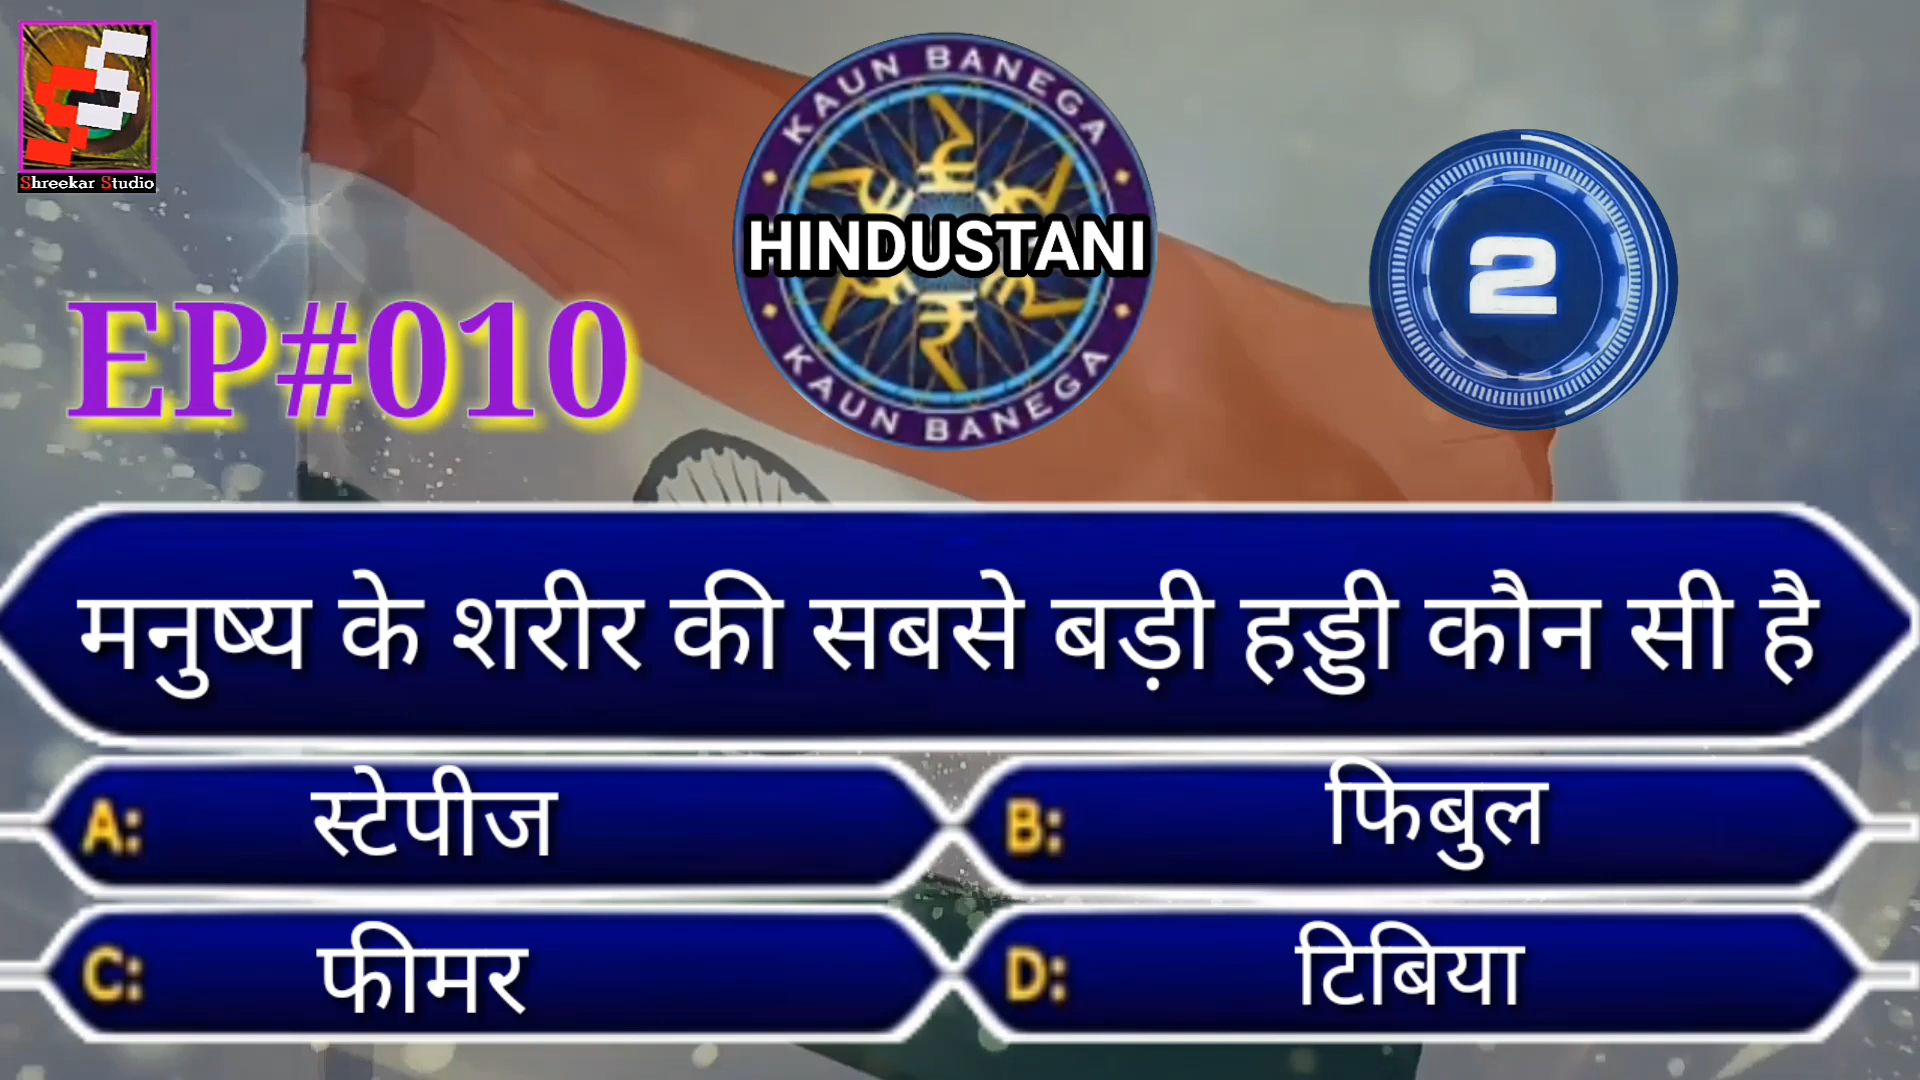 Shreekar Studio
KAUN BANEGA
HINDUSTANI
KAUN BANEGA
2
EP#010
मनुष्य के शरीर की सबसे बड़ी हड्डी कौन सी है
A: स्टेपीज
B: फिबुल
C: फीमर
D: टिबिया